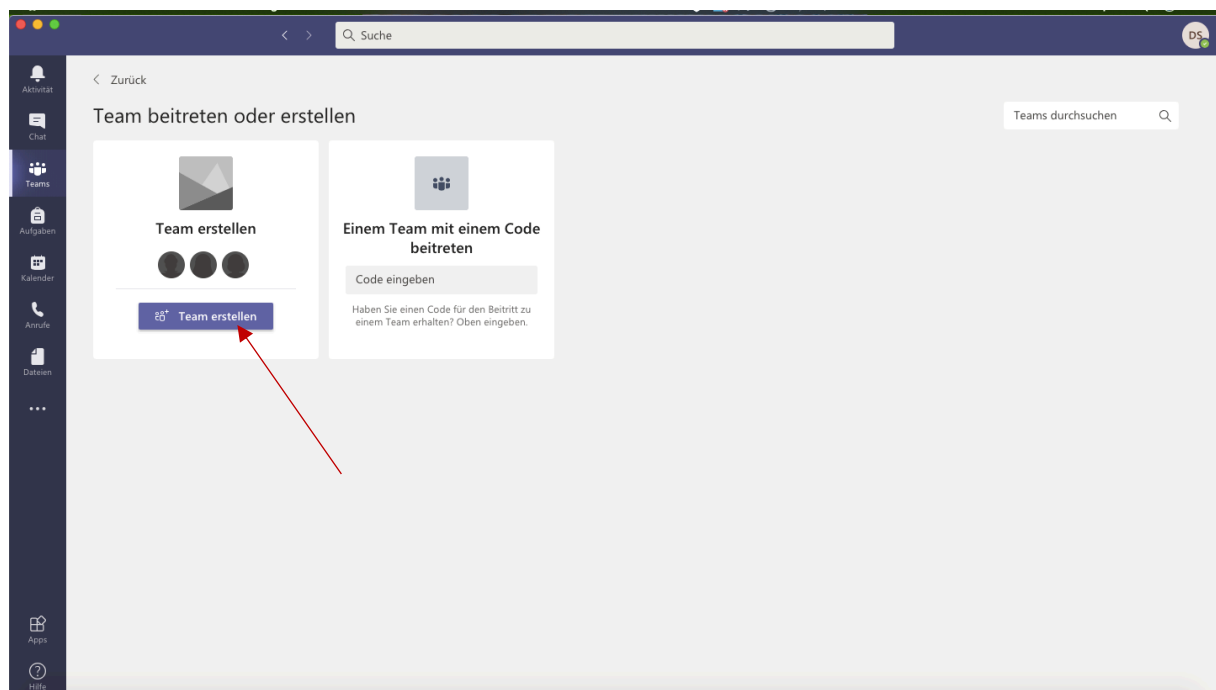 Suche
DS
Aktivität
Chat
Teams
Aufgaben
Kalender
Anrufe
Dateien
Apps
Hilfe
Zurück
Team beitreten oder erstellen
Teams durchsuchen
Team erstellen
Team erstellen
Einem Team mit einem Code
beitreten
Code eingeben
Haben Sie einen Code für den Beitritt zu
einem Team erhalten? Oben eingeben.